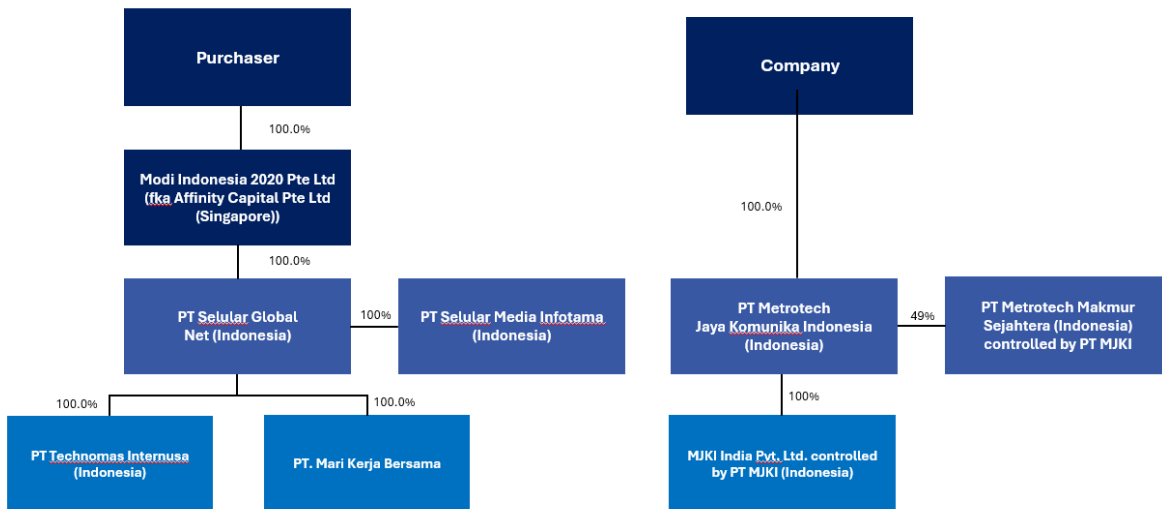 Purchaser
Company
100.0%
Modi Indonesia 2020 Pte Ltd
(fka Affinity Capital Pte Ltd
(Singapore))
100.0%
100.0%
PT Selular Global
Net (Indonesia)
100%
PT Selular Media Infotama
(Indonesia)
PT Metrotech
Jaya Komunika Indonesia
(Indonesia)
49%
PT Metrotech Makmur
Sejahtera (Indonesia)
controlled by PT MJKI
100.0%
100.0%
100%
PT Technomas Internusa
(Indonesia)
PT. Mari Kerja Bersama
MJKI India Pvt. Ltd. controlled
by PT MJKI (Indonesia)